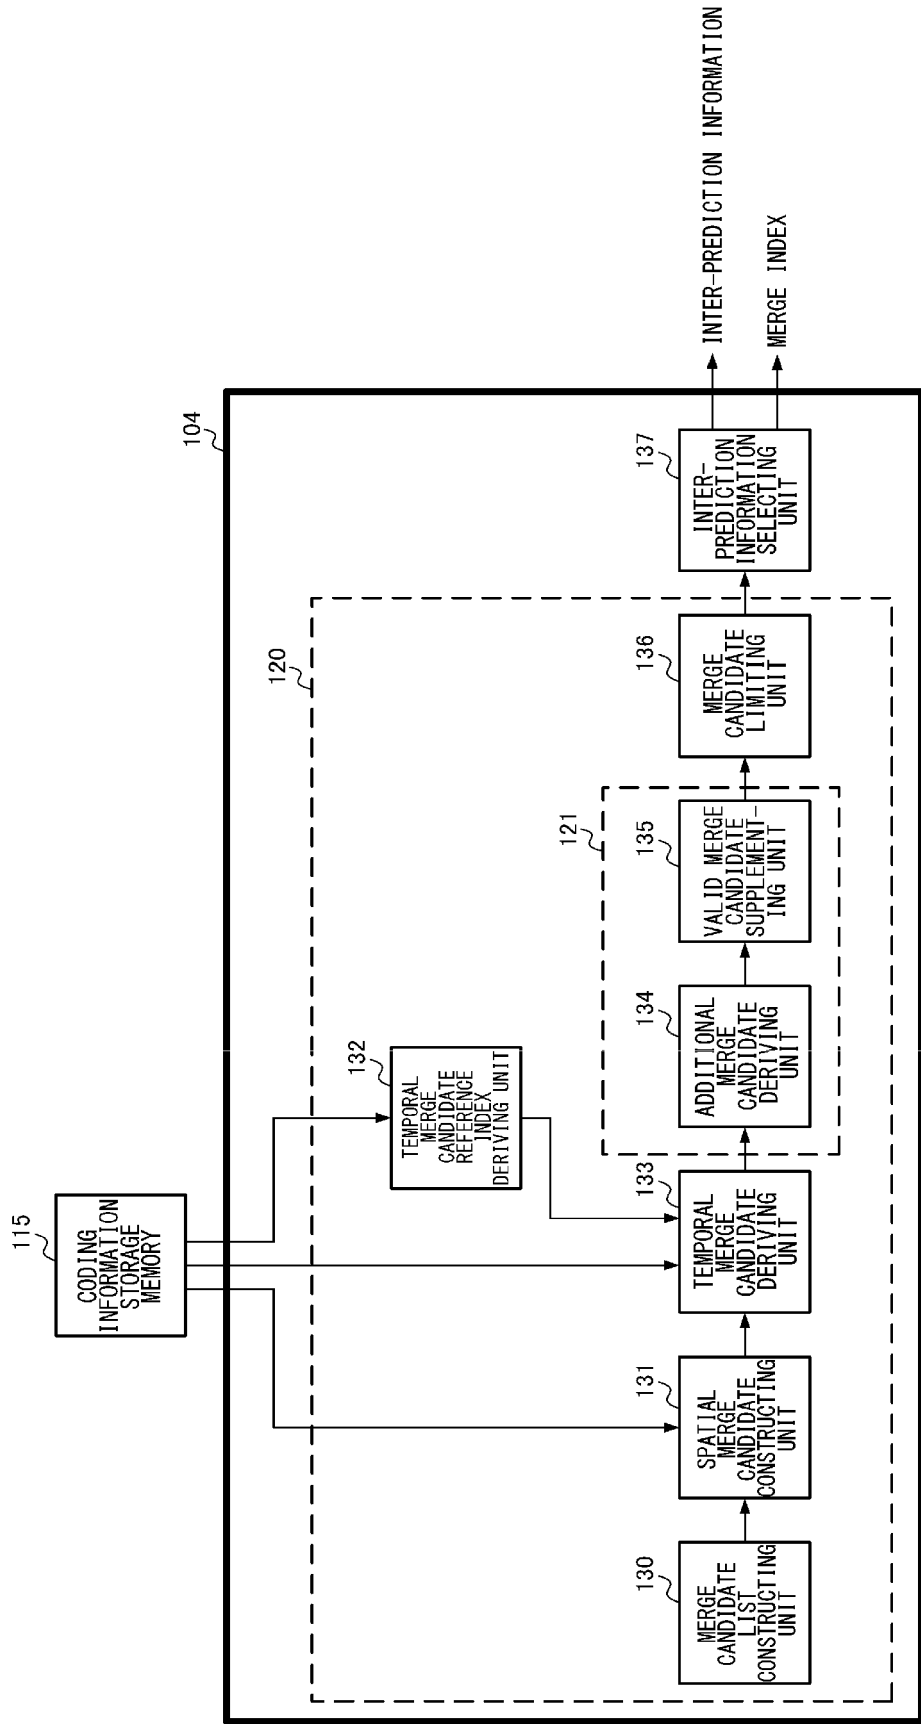 115
CODING
INFORMATION
STORAGE
MEMORY
104
120
132
TEMPORAL
MERGE
CANDIDATE
REFERENCE
INDEX
DERIVING UNIT
121
130
MERGE
CANDIDATE
LIST
CONSTRUCTING
UNIT
131
SPATIAL
MERGE
CANDIDATE
CONSTRUCTING
UNIT
133
TEMPORAL
MERGE
CANDIDATE
DERIVING
UNIT
134
ADDITIONAL
MERGE
CANDIDATE
DERIVING
UNIT
135
VALID MERGE
CANDIDATE
SUPPLEMENT-
ING UNIT
136
MERGE
CANDIDATE
LIMITING
UNIT
137
INTER-
PREDICTION
INFORMATION
SELECTING
UNIT
INTER-PREDICTION INFORMATION
MERGE INDEX